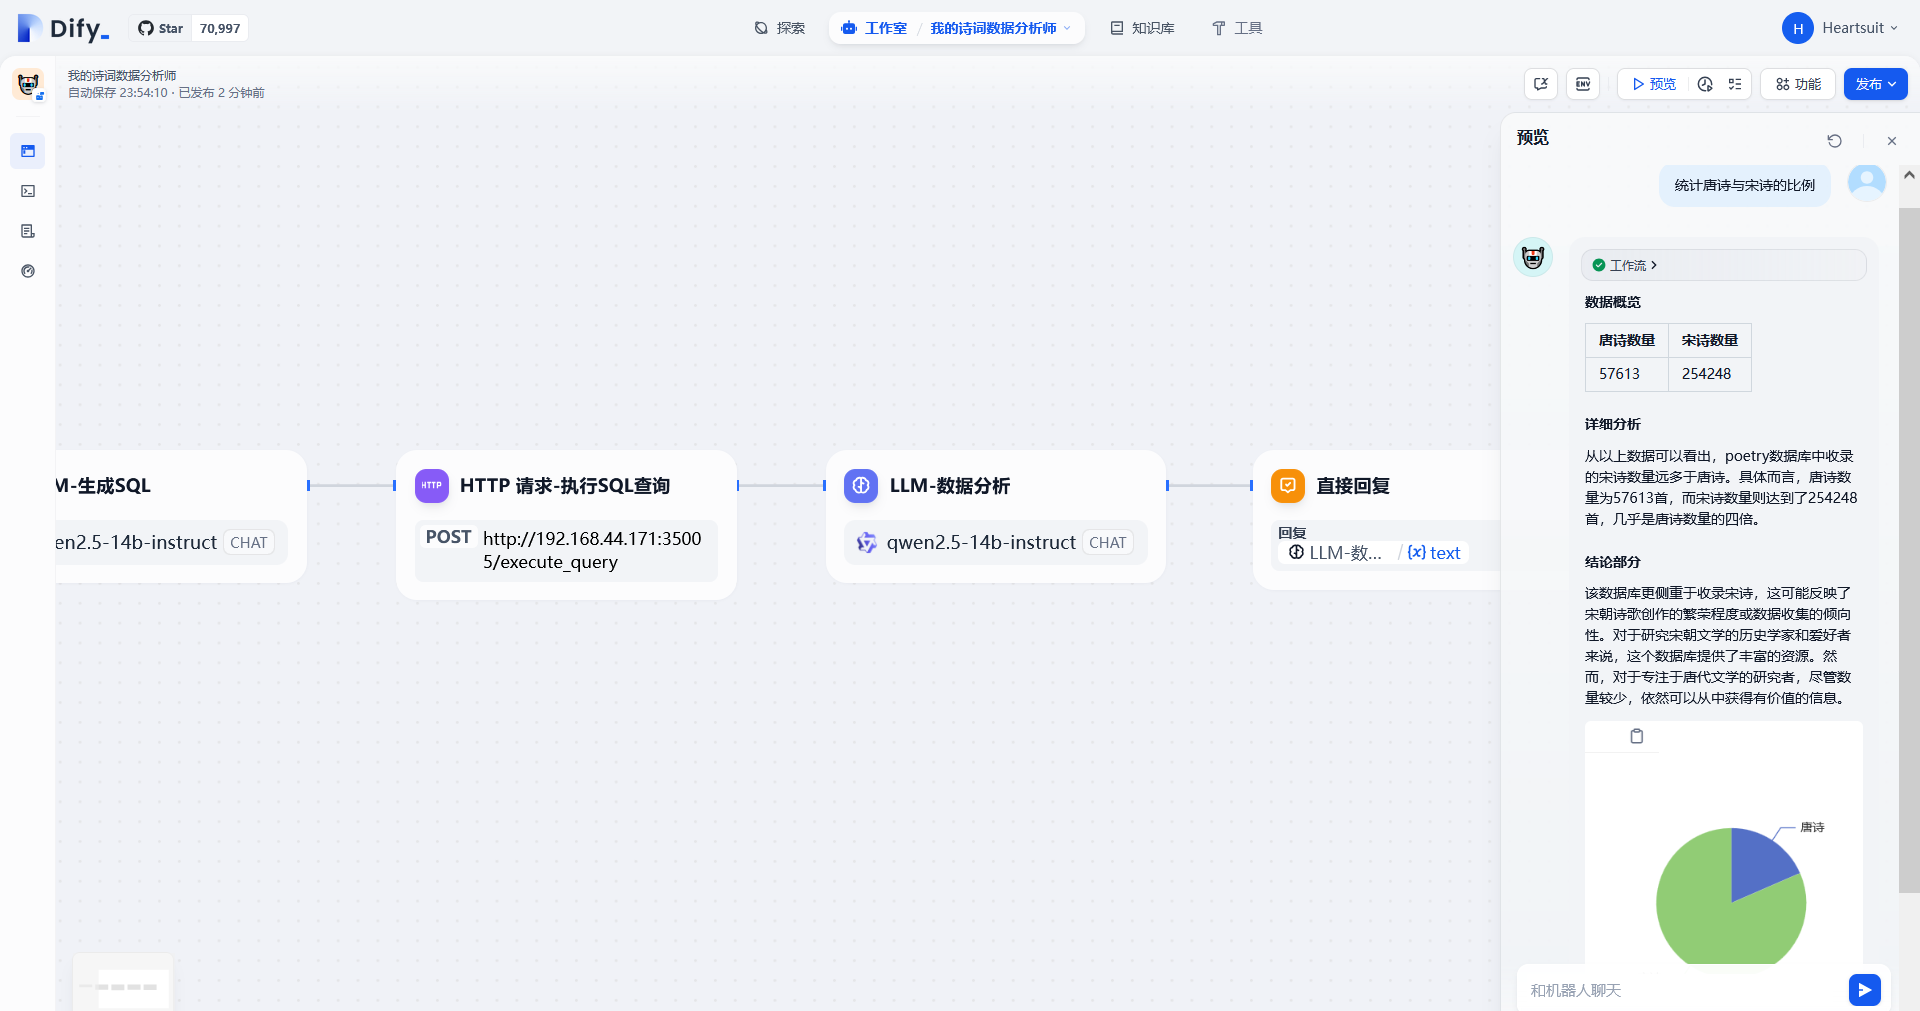 Dify_
Star 70,997
探索
工作室 / 我的诗词数据分析师
知识库
工具
H Heartsuit
我的诗词数据分析师
自动保存 23:54:10 · 已发布 2 分钟前
ENV
预览
功能
发布
预览
统计唐诗与宋诗的比例
工作流
数据概览
唐诗数量 宋诗数量
57613 254248
详细分析
从以上数据可以看出，poetry数据库中收录
的宋诗数量远多于唐诗。具体而言，唐诗数
量为57613首，而宋诗数量则达到了254248
首，几乎是唐诗数量的四倍。
结论部分
该数据库更侧重于收录宋诗，这可能反映了
宋朝诗歌创作的繁荣程度或数据收集的倾向
性。对于研究宋朝文学的历史学家和爱好者
来说，这个数据库提供了丰富的资源。然
而，对于专注于唐代文学的研究者，尽管数
量较少，依然可以从中获得有价值的信息。
唐诗
和机器人聊天
M-生成SQL
en2.5-14b-instruct CHAT
HTTP HTTP 请求-执行SQL查询
POST http://192.168.44.171:3500
5/execute_query
LLM-数据分析
qwen2.5-14b-instruct CHAT
直接回复
回复
LLM-数... / {x} text